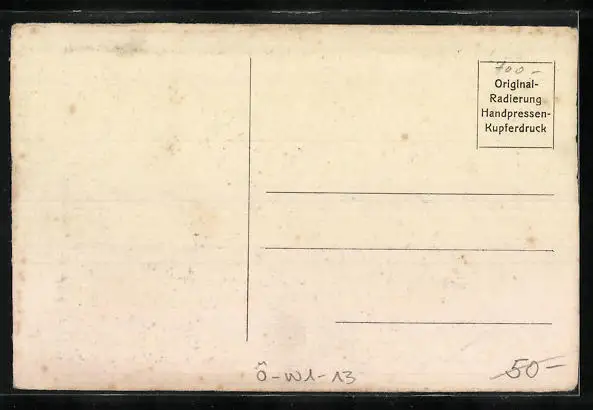 700-
Original-
Radierung
Handpressen-
Kupferdruck
Ö-W1-13
50-